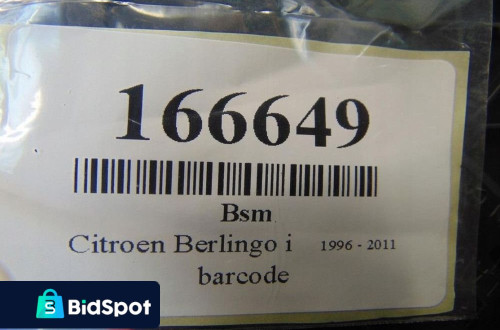 166649
Bsm
Citroen Berlingo i 1996 - 2011
barcode
BidSpot